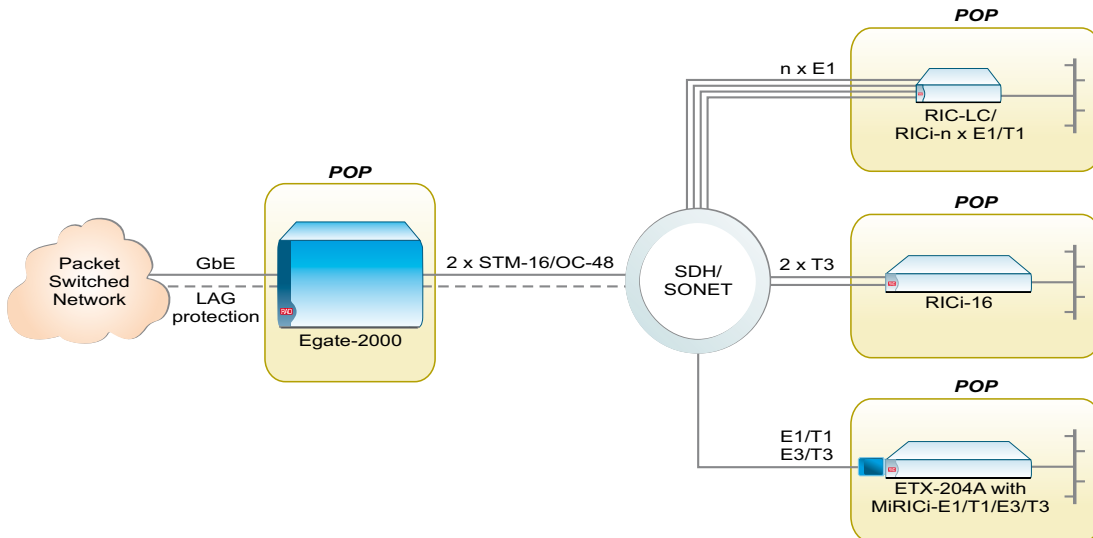 POP
n x E1
RIC-LC/
RICi-n x E1/T1
POP
Packet
Switched
Network
GbE
LAG
protection
RAD
Egate-2000
2 x STM-16/OC-48
SDH/
SONET
POP
2 x T3
RICi-16
POP
E1/T1
E3/T3
ETX-204A with
MiRICi-E1/T1/E3/T3